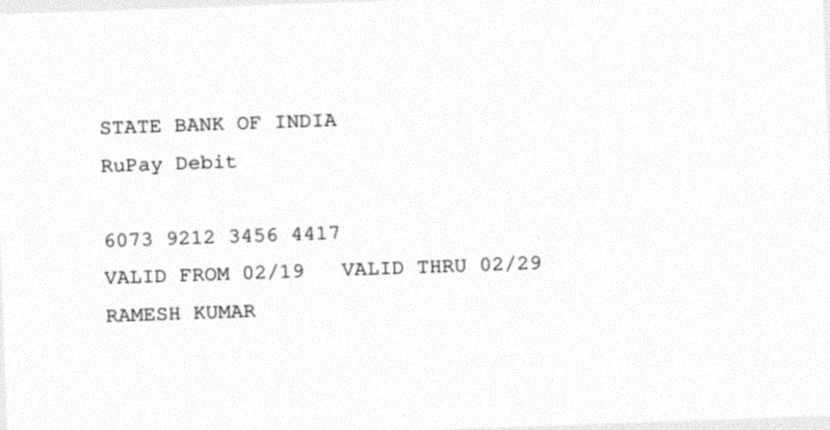 STATE BANK OF INDIA
RuPay Debit
6073 9212 3456 4417
VALID FROM 02/19 VALID THRU 02/29
RAMESH KUMAR